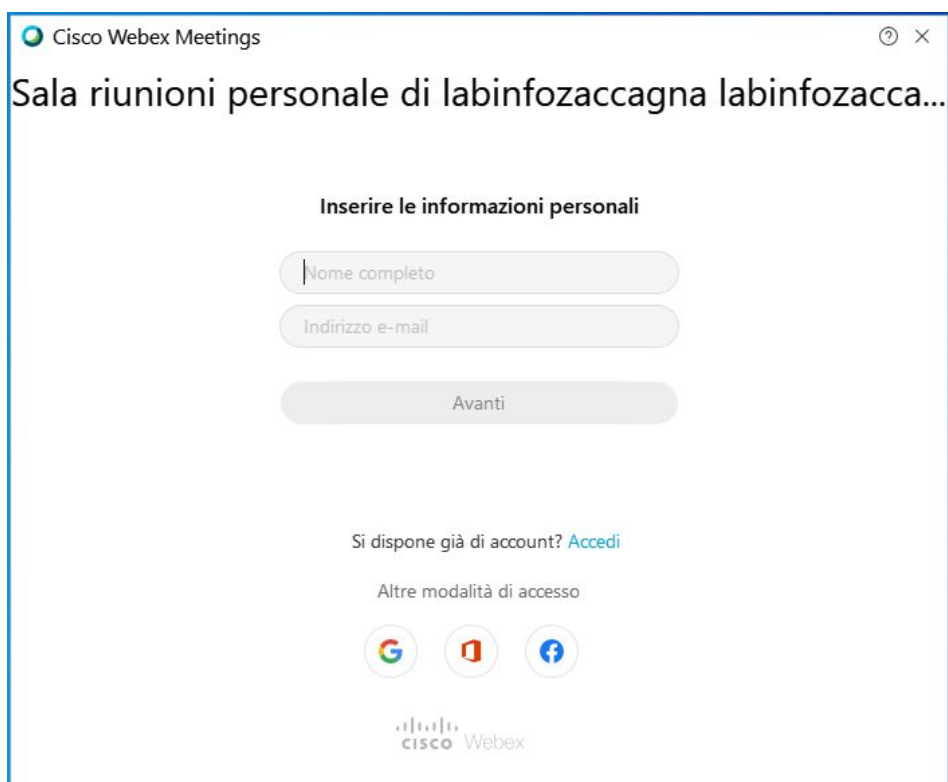 Cisco Webex Meetings
Sala riunioni personale di labinfozaccagna labinfozacca...
Inserire le informazioni personali
Nome completo
Indirizzo e-mail
Avanti
Si dispone già di account? Accedi
Altre modalità di accesso
cisco Webex